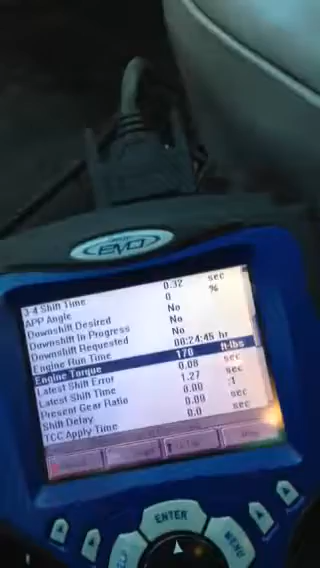 3-4 Shift Time 0.32 sec
APP Angle 0 %
Downshift Desired No
Downshift In Progress No
Downshift Requested No
Engine Run Time 00:24:45 hr
Engine Torque 170 ft-lbs
Latest Shift Error 0.08 sec
Latest Shift Time 1.27 sec
Present Gear Ratio 0.00 :1
Shift Delay 0.00 sec
TCC Apply Time 0.0 sec
ENTER
MENU